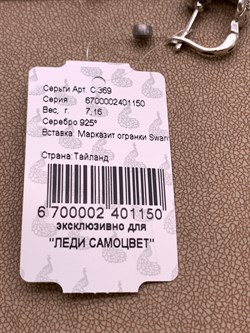 Серьги Арт. С.369
Серия 6700002401150
Вес, г. 7,16
Серебро 925°
Вставка: Марказит огранки Swar
Страна:Тайланд
6 700002 401150
эксклюзивно для
"ЛЕДИ САМОЦВЕТ"